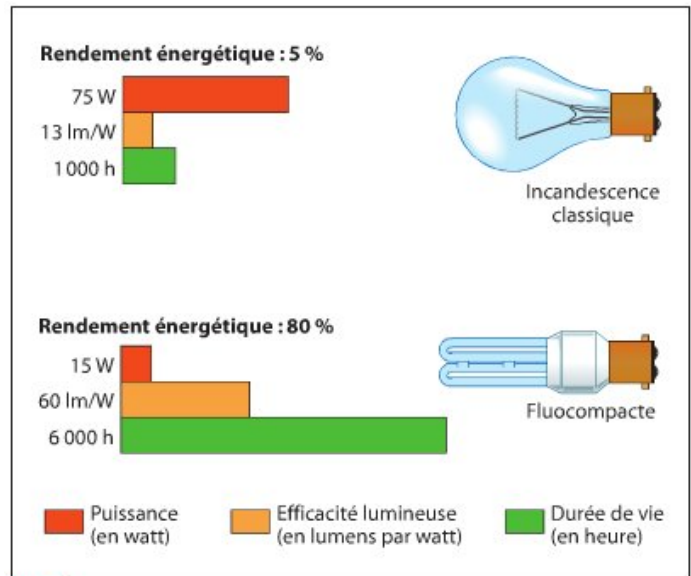 Rendement énergétique : 5 %
75 W
13 lm/W
1 000 h
Incandescence
classique
Rendement énergétique : 80 %
15 W
60 lm/W
6 000 h
Fluocompacte
Puissance
(en watt)
Efficacité lumineuse
(en lumens par watt)
Durée de vie
(en heure)